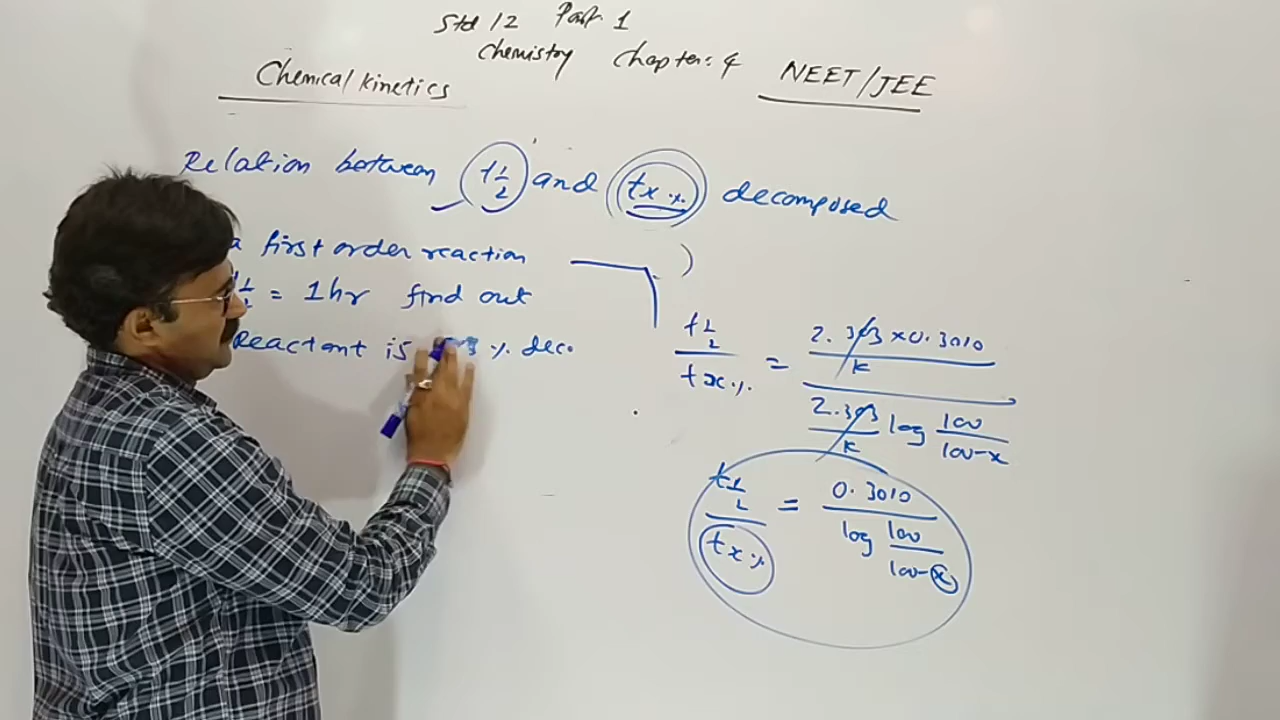 Std 12 Part 1
Chemistry Chapter: 4
Chemical kinetics
NEET/JEE
Relation between t1/2 and tx% decomposed
a first order reaction
t1/2 = 1hr find out
Reactant is % dec.
t1/2 / tx% = 2.303 x 0.3010 / K / 2.303 / K log 100 / 100-x
t1/2 / tx% = 0.3010 / log 100 / 100-x